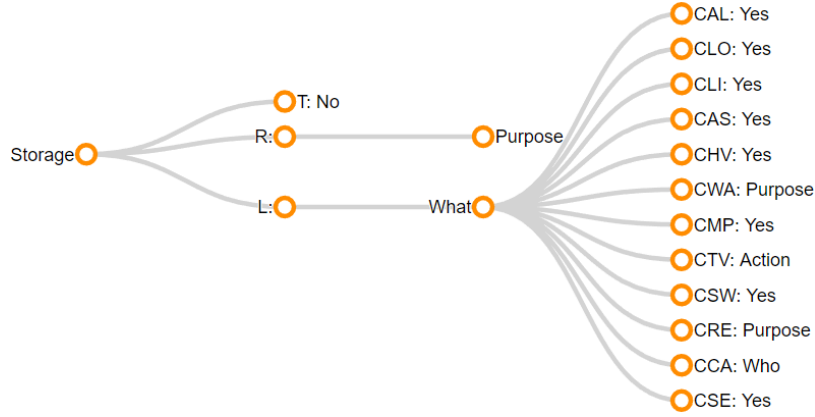 Storage
T: No
R:
Purpose
L:
What
CAL: Yes
CLO: Yes
CLI: Yes
CAS: Yes
CHV: Yes
CWA: Purpose
CMP: Yes
CTV: Action
CSW: Yes
CRE: Purpose
CCA: Who
CSE: Yes